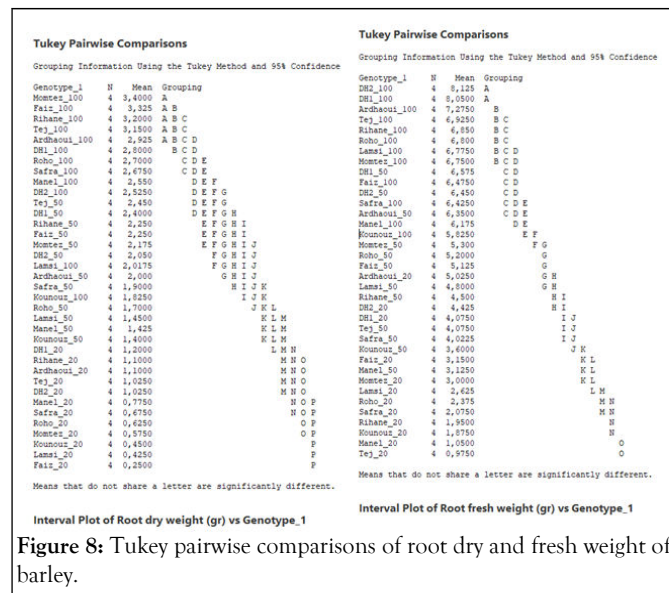 Tukey Pairwise Comparisons
Grouping Information Using the Tukey Method and 95% Confidence
Genotype_1 N Mean Grouping
Momtez_100 4 3,4000 A
Faiz_100 4 3,325 A B
Rihane_100 4 3,2000 A B C
Tej_100 4 3,1500 A B C
Ardhaoui_100 4 2,925 A B C D
DH1_100 4 2,8000 B C D
Roho_100 4 2,7000 C D E
Safra_100 4 2,6750 C D E
Manel_100 4 2,550 D E F
DH2_100 4 2,5250 D E F G
Tej_50 4 2,450 D E F G
DH1_50 4 2,4000 D E F G H
Rihane_50 4 2,250 E F G H I
Faiz_50 4 2,250 E F G H I
Momtez_50 4 2,175 E F G H I J
DH2_50 4 2,050 F G H I J
Lamsi_100 4 2,0175 F G H I J
Ardhaoui_50 4 2,000 G H I J
Safra_50 4 1,9000 H I J K
Kounouz_100 4 1,8250 I J K
Roho_50 4 1,7000 J K L
Lamsi_50 4 1,4500 K L M
Manel_50 4 1,425 K L M
Kounouz_50 4 1,4000 K L M
DH1_20 4 1,2000 L M N
Rihane_20 4 1,1000 M N O
Ardhaoui_20 4 1,1000 M N O
Tej_20 4 1,0250 M N O
DH2_20 4 1,0250 M N O
Manel_20 4 0,7750 N O P
Safra_20 4 0,6750 N O P
Roho_20 4 0,6250 O P
Momtez_20 4 0,5750 O P
Kounouz_20 4 0,4500 P
Lamsi_20 4 0,4250 P
Faiz_20 4 0,2500 P
Means that do not share a letter are significantly different.
Interval Plot of Root dry weight (gr) vs Genotype_1
Tukey Pairwise Comparisons
Grouping Information Using the Tukey Method and 95% Confidence
Genotype_1 N Mean Grouping
DH2_100 4 8,125 A
DH1_100 4 8,0500 A
Ardhaoui_100 4 7,2750 B
Tej_100 4 6,9250 B C
Rihane_100 4 6,850 B C
Roho_100 4 6,800 B C
Lamsi_100 4 6,7750 B C D
Momtez_100 4 6,7500 B C D
DH1_50 4 6,575 C D
Faiz_100 4 6,4750 C D
DH2_50 4 6,450 C D
Safra_100 4 6,4250 C D E
Ardhaoui_50 4 6,3500 C D E
Manel_100 4 6,175 D E
Kounouz_100 4 5,8250 E F
Momtez_50 4 5,300 F G
Roho_50 4 5,2000 G
Faiz_50 4 5,125 G
Ardhaoui_20 4 5,0250 G H
Lamsi_50 4 4,8000 G H
Rihane_50 4 4,500 H I
DH2_20 4 4,425 H I
DH1_20 4 4,0750 I J
Tej_50 4 4,0750 I J
Safra_50 4 4,0225 I J
Kounouz_50 4 3,6000 J K
Faiz_20 4 3,1500 K L
Manel_50 4 3,1250 K L
Momtez_20 4 3,0000 K L
Lamsi_20 4 2,625 L M
Roho_20 4 2,375 M N
Safra_20 4 2,0750 M N
Rihane_20 4 1,9500 N
Kounouz_20 4 1,8750 N
Manel_20 4 1,0500 O
Tej_20 4 0,9750 O
Means that do not share a letter are significantly different.
Interval Plot of Root fresh weight (gr) vs Genotype_1
Figure 8: Tukey pairwise comparisons of root dry and fresh weight of
barley.